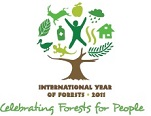 INTERNATIONAL YEAR
OF FORESTS • 2011
Celebrating Forests for People